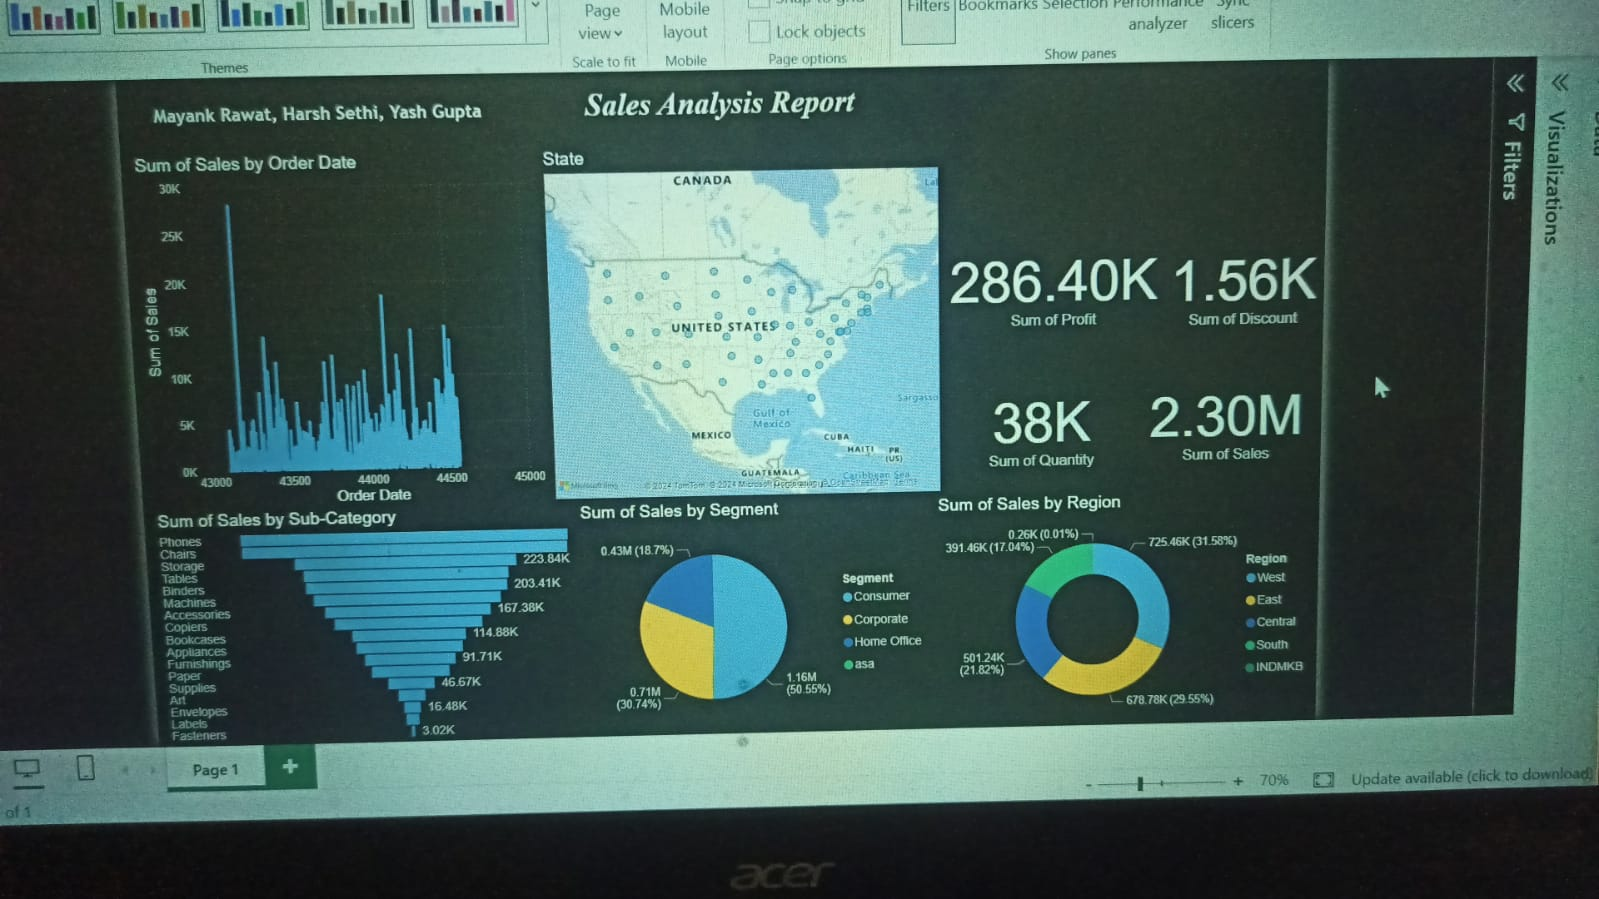 Page
view
Mobile
layout
Lock objects
Filters Bookmarks Selection Performance
analyzer
Sync
slicers
Themes
Scale to fit
Mobile
Page options
Show panes
Mayank Rawat, Harsh Sethi, Yash Gupta
Sales Analysis Report
Filters
Visualizations
Sum of Sales by Order Date
30K
25K
20K
15K
10K
5K
0K
Sum of Sales
43000
43500
44000
44500
45000
Order Date
State
CANADA
UNITED STATES
MEXICO
Gulf of
Mexico
CUBA
HAITI
PR
(US)
GUATEMALA
Caribbean Sea
286.40K
Sum of Profit
1.56K
Sum of Discount
38K
Sum of Quantity
2.30M
Sum of Sales
Sum of Sales by Sub-Category
Phones
Chairs
Storage
Tables
Binders
Machines
Accessories
Copiers
Bookcases
Appliances
Furnishings
Paper
Supplies
Art
Envelopes
Labels
Fasteners
223.84K
203.41K
167.38K
114.88K
91.71K
46.67K
16.48K
3.02K
Sum of Sales by Segment
0.43M (18.7%)
0.71M
(30.74%)
1.16M
(50.55%)
Segment
Consumer
Corporate
Home Office
asa
Sum of Sales by Region
0.26K (0.01%)
391.46K (17.04%)
725.46K (31.58%)
501.24K
(21.82%)
678.78K (29.55%)
Region
West
East
Central
South
INDMKB
Page 1
+
of 1
- + 70%
Update available (click to download)
acer